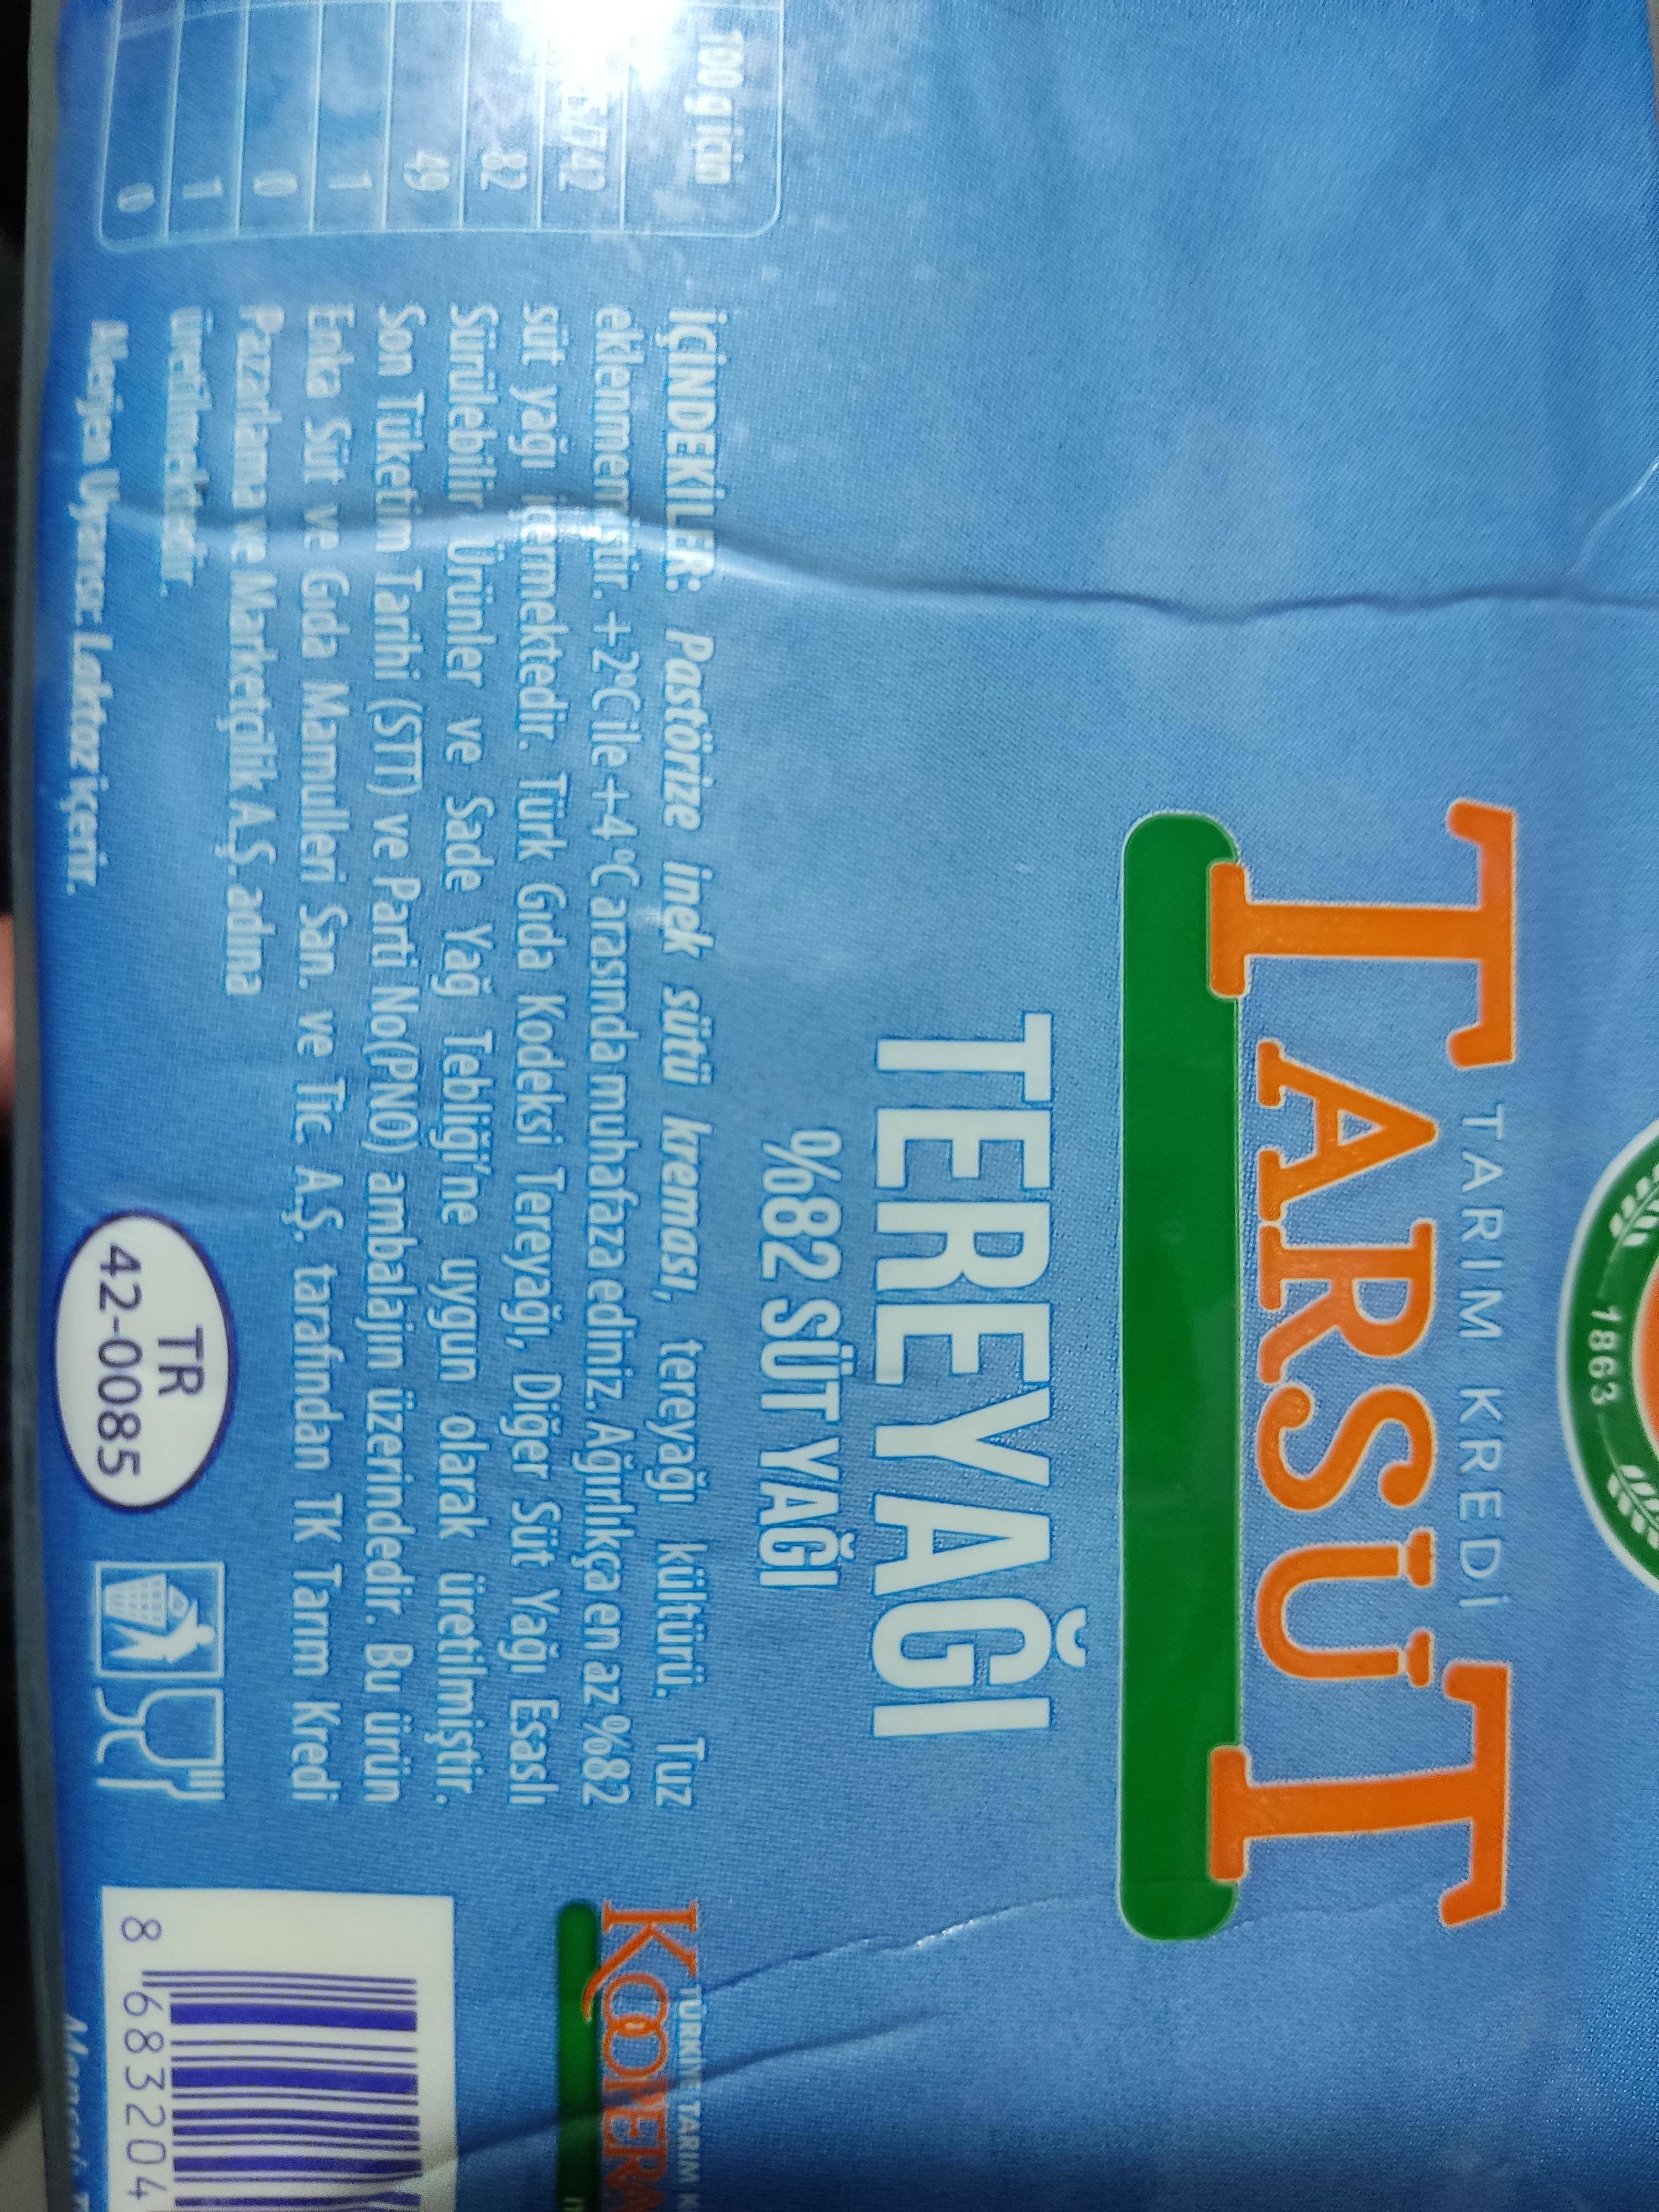 1863
TARIM KREDİ
TARSÜT
TEREYAĞI
%82 SÜT YAĞI
100 g için
82
49
1
0
1
0
İÇİNDEKİLER: Pastörize inek sütü kreması, tereyağı kültürü. Tuz
eklenmemiştir. +2°C ile +4°C arasında muhafaza ediniz. Ağırlıkça en az %82
süt yağı içermektedir. Türk Gıda Kodeksi Tereyağı, Diğer Süt Yağı Esaslı
Sürülebilir Ürünler ve Sade Yağ Tebliği'ne uygun olarak üretilmiştir.
Son Tüketim Tarihi (STT) ve Parti No(PNO) ambalajın üzerindedir. Bu ürün
Enka Süt ve Gıda Mamulleri San. ve Tic. A.Ş. tarafından TK Tarım Kredi
Pazarlama ve Marketçilik A.Ş. adına
üretilmektedir.
Alerjen Uyarısı: Laktoz içerir.
TR
42-0085
TÜRKİYE TARIM K
KOOPERA
8 683204